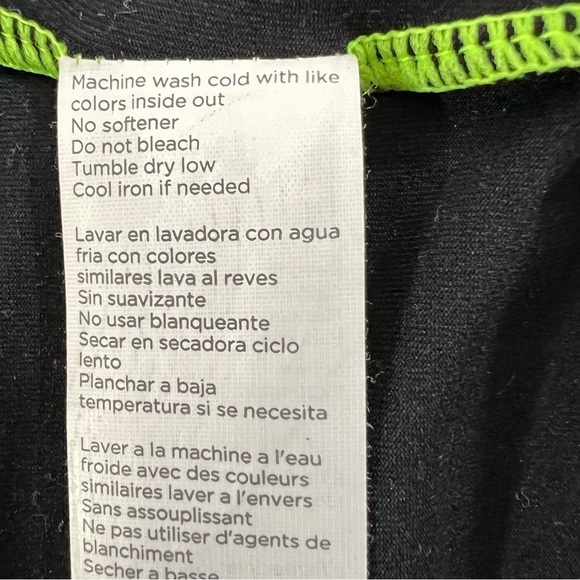 Machine wash cold with like
colors inside out
No softener
Do not bleach
Tumble dry low
Cool iron if needed
Lavar en lavadora con agua
fria con colores
similares lava al reves
Sin suavizante
No usar blanqueante
Secar en secadora ciclo
lento
Planchar a baja
temperatura si se necesita
Laver a la machine a l'eau
froide avec des couleurs
similaires laver a l'envers
Sans assouplissant
Ne pas utiliser d'agents de
blanchiment
Secher a basse